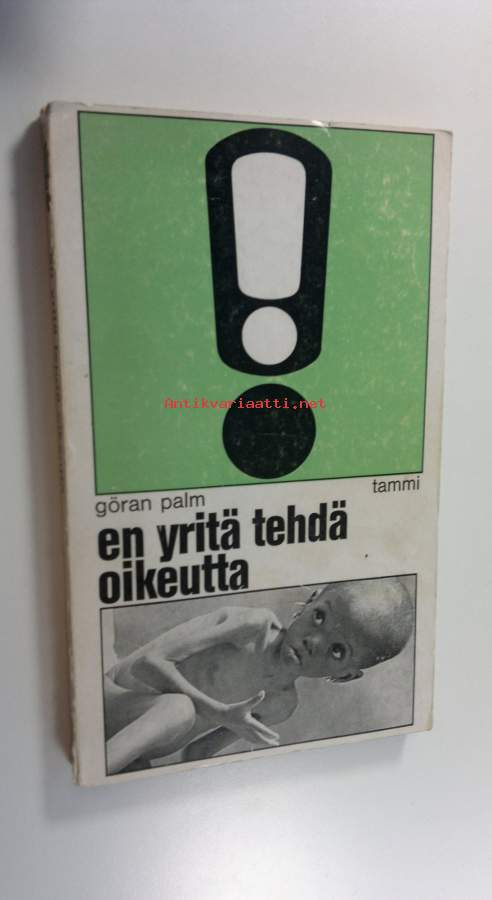 Antikvariaatti.net
göran palm
tammi
en yritä tehdä
oikeutta